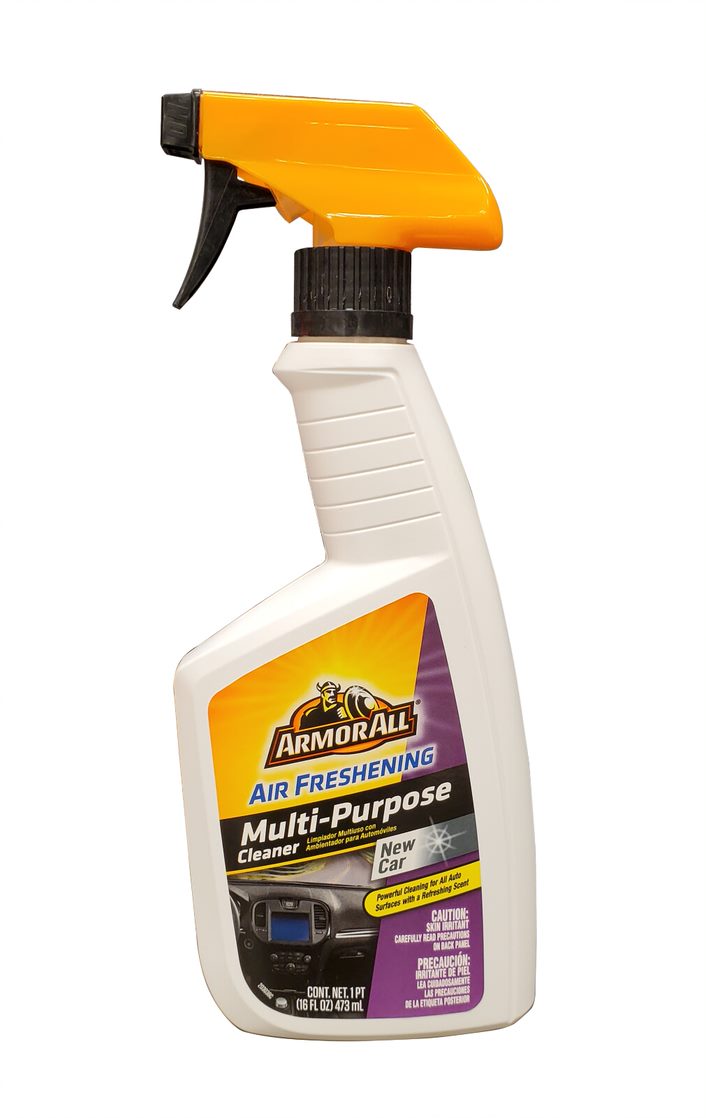 ARMOR ALL®
AIR FRESHENING
Multi-Purpose
Cleaner
Limpiador Multiuso con
Ambientador para Automóviles
New
Car
Powerful Cleaning for All Auto
Surfaces with a Refreshing Scent
CAUTION:
SKIN IRRITANT
CAREFULLY READ PRECAUTIONS
ON BACK PANEL
PRECAUCIÓN:
IRRITANTE DE PIEL
LEA CUIDADOSAMENTE
LAS PRECAUCIONES
DE LA ETIQUETA POSTERIOR
CONT. NET. 1 PT
(16 FL OZ) 473 mL